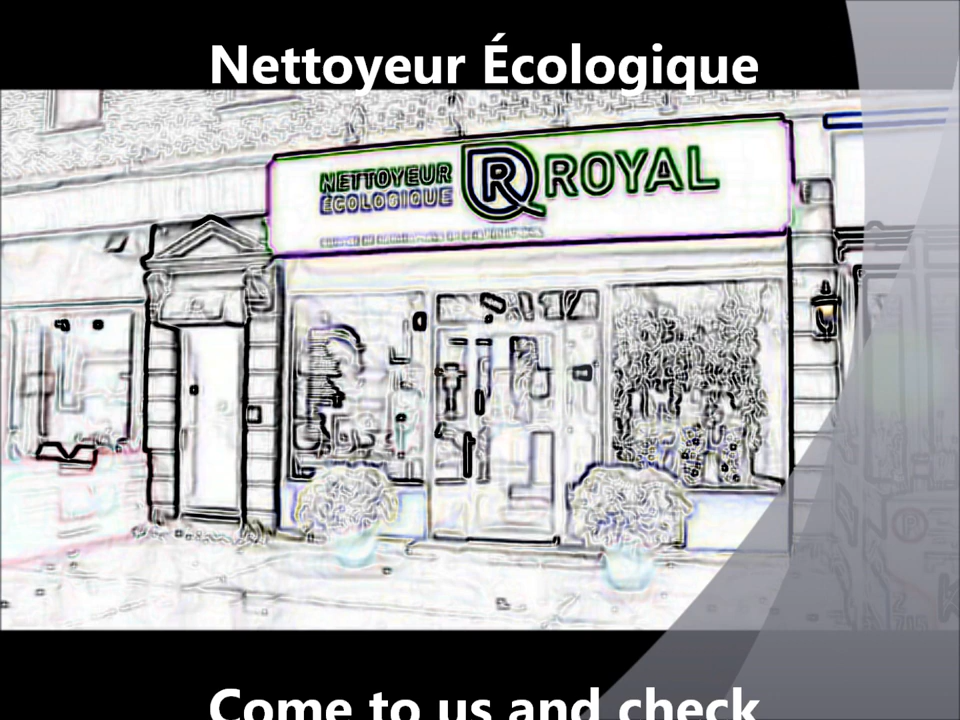 Nettoyeur Écologique
NETTOYEUR
ÉCOLOGIQUE
R ROYAL
P
Come to us and check